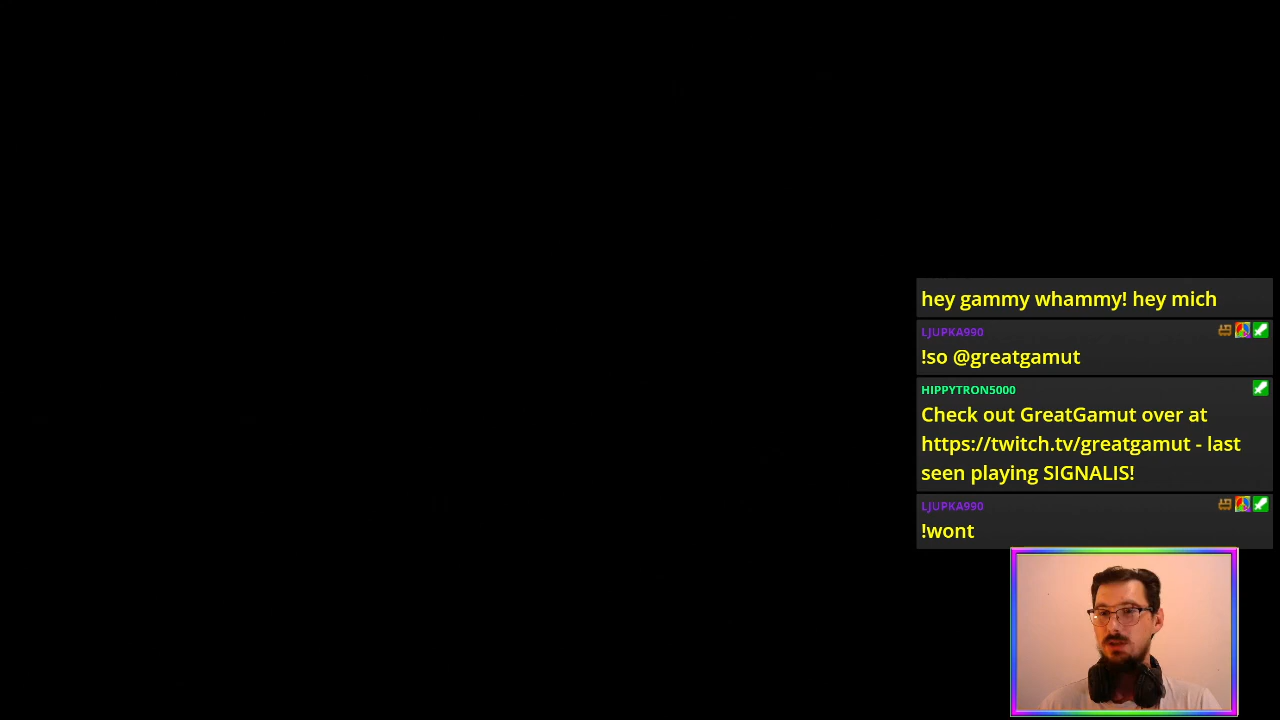 hey gammy whammy! hey mich
LJUPKA990
!so @greatgamut
HIPPYTRON5000
Check out GreatGamut over at
https://twitch.tv/greatgamut - last
seen playing SIGNALIS!
LJUPKA990
!wont